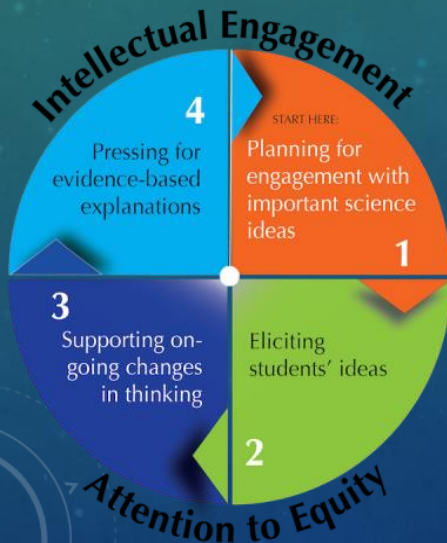 Intellectual Engagement
START HERE:
Planning for
engagement with
important science
ideas
1
Eliciting
students' ideas
2
3
Supporting on-
going changes
in thinking
4
Pressing for
evidence-based
explanations
Attention to Equity